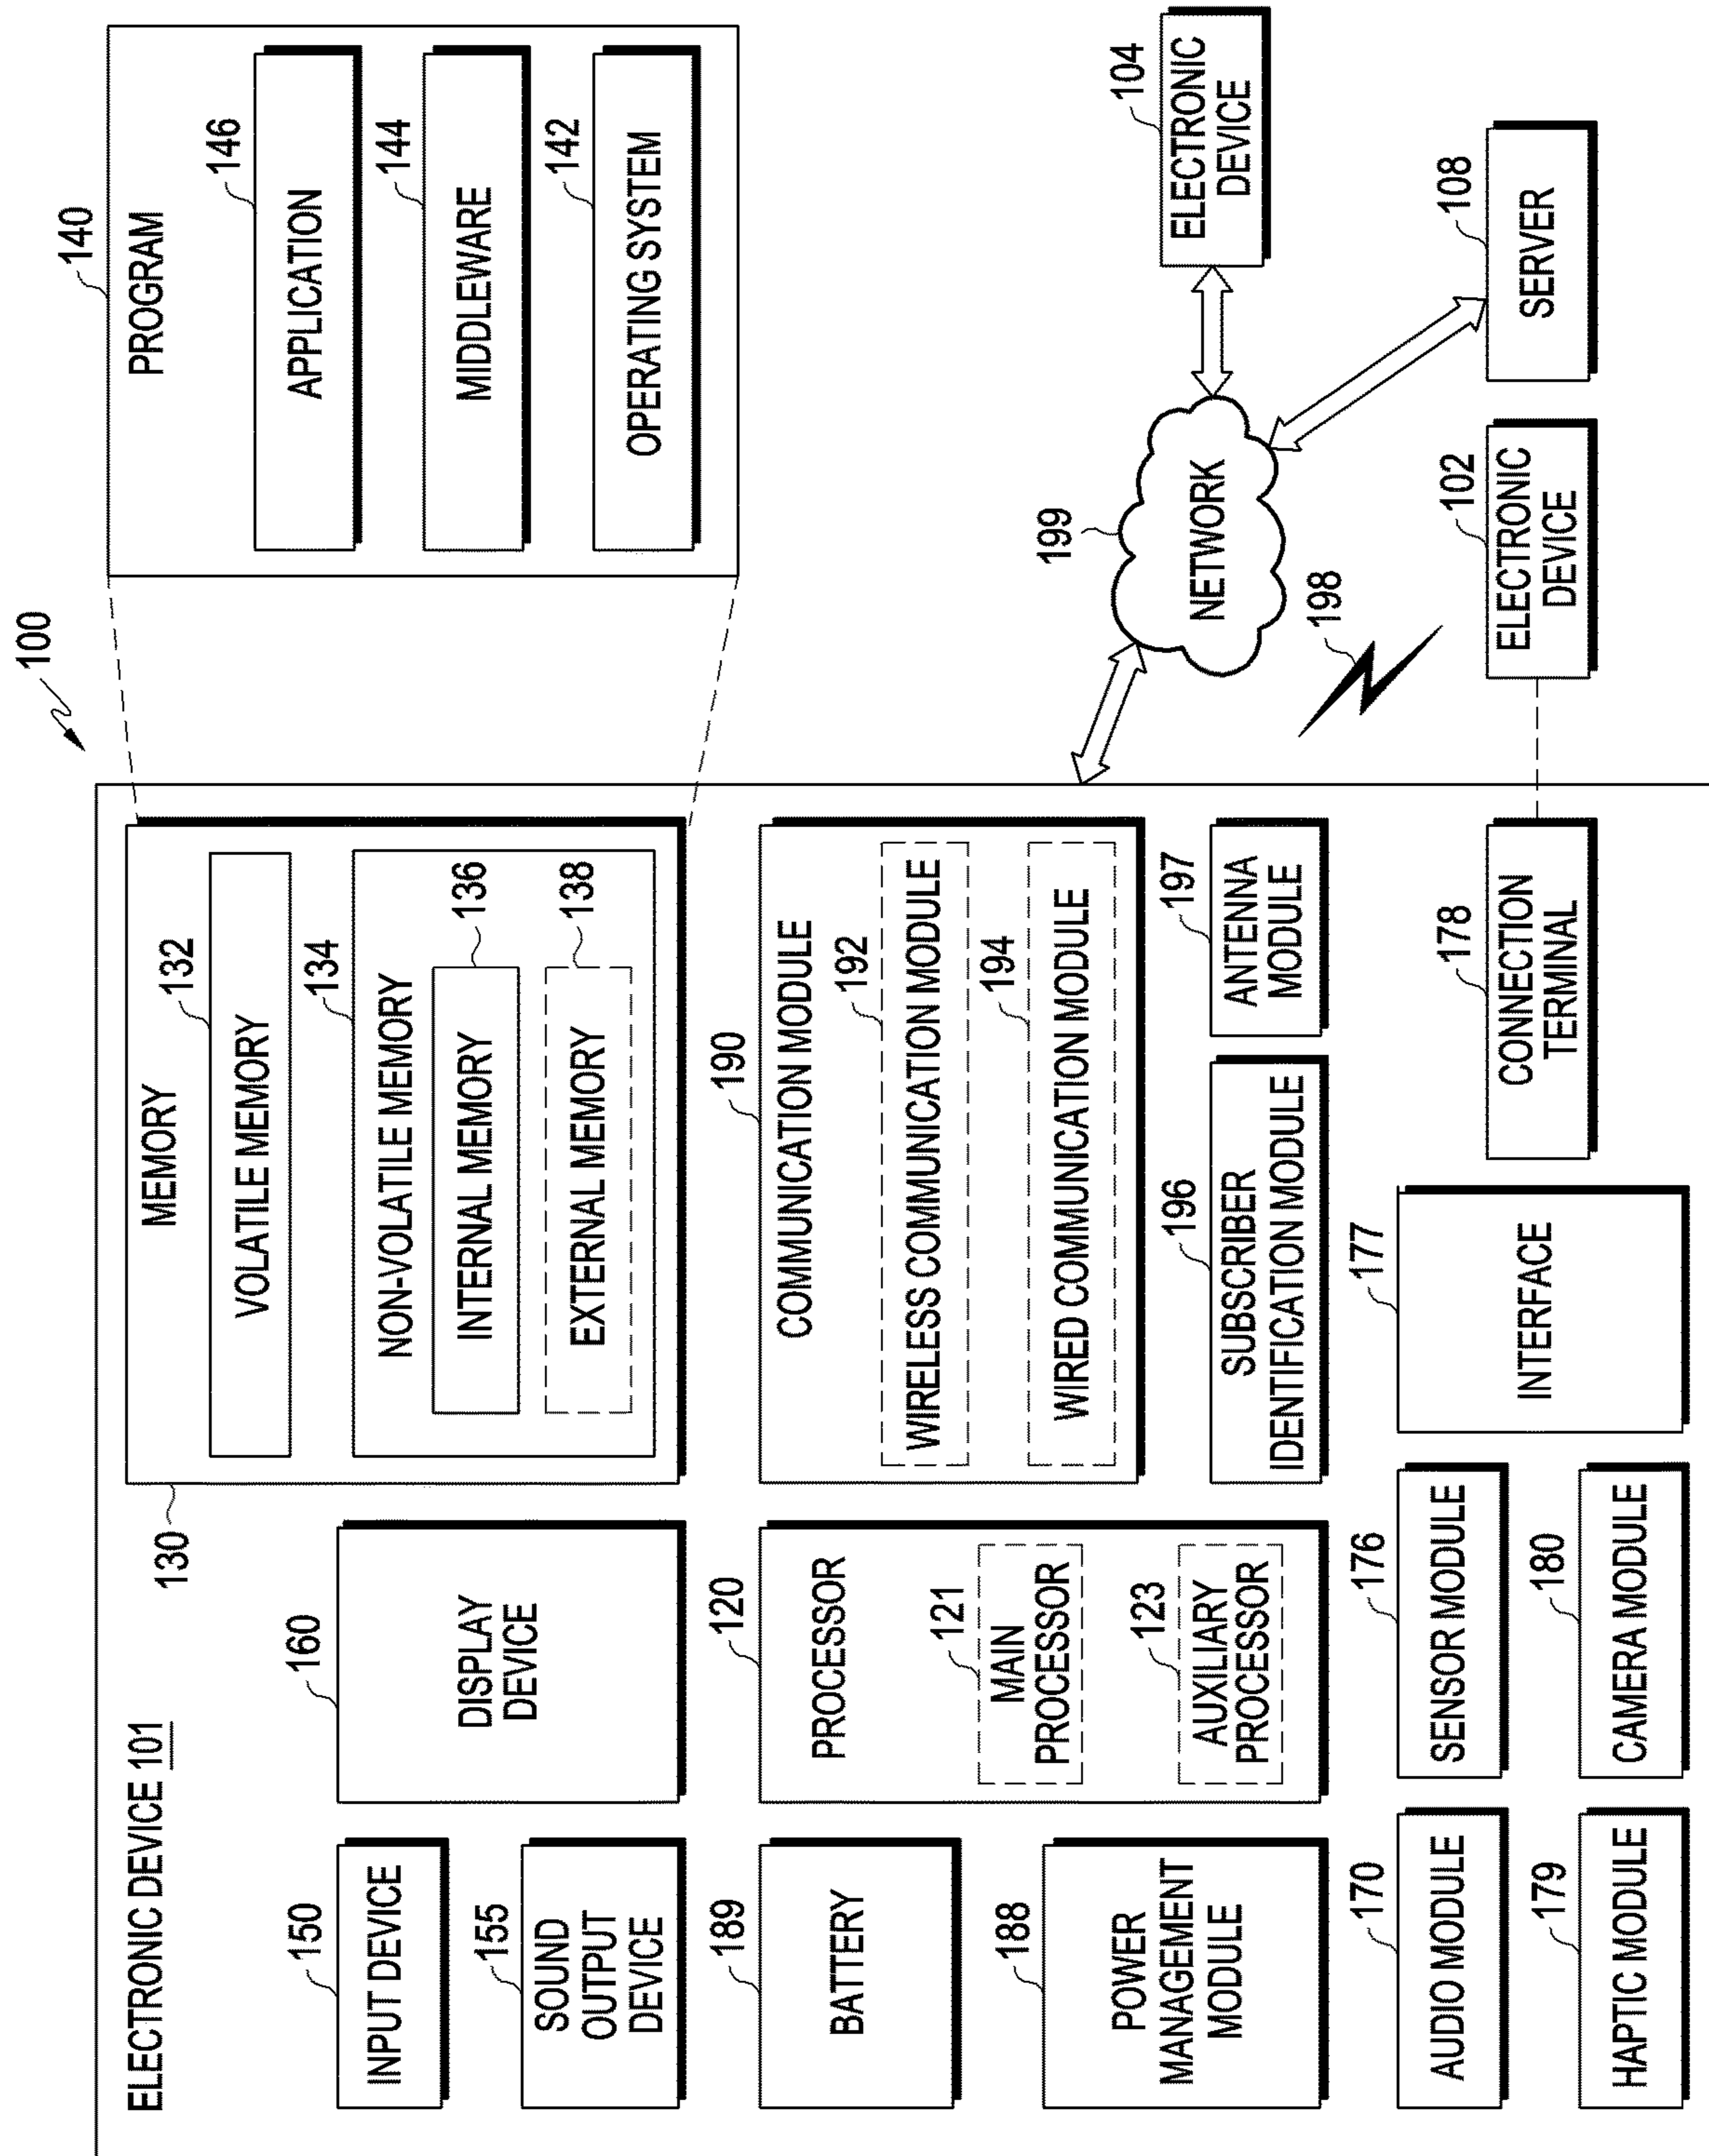 100
ELECTRONIC DEVICE 101
130
MEMORY
VOLATILE MEMORY
132
NON-VOLATILE MEMORY
134
INTERNAL MEMORY
136
EXTERNAL MEMORY
138
140
PROGRAM
APPLICATION
146
MIDDLEWARE
144
OPERATING SYSTEM
142
150
INPUT DEVICE
155
SOUND
OUTPUT
DEVICE
160
DISPLAY
DEVICE
189
BATTERY
188
POWER
MANAGEMENT
MODULE
120
PROCESSOR
121
MAIN
PROCESSOR
123
AUXILIARY
PROCESSOR
190
COMMUNICATION MODULE
192
WIRELESS COMMUNICATION MODULE
194
WIRED COMMUNICATION MODULE
196
SUBSCRIBER
IDENTIFICATION MODULE
197
ANTENNA
MODULE
170
AUDIO MODULE
176
SENSOR MODULE
177
INTERFACE
178
CONNECTION
TERMINAL
179
HAPTIC MODULE
180
CAMERA MODULE
199
NETWORK
198
104
ELECTRONIC
DEVICE
102
ELECTRONIC
DEVICE
108
SERVER